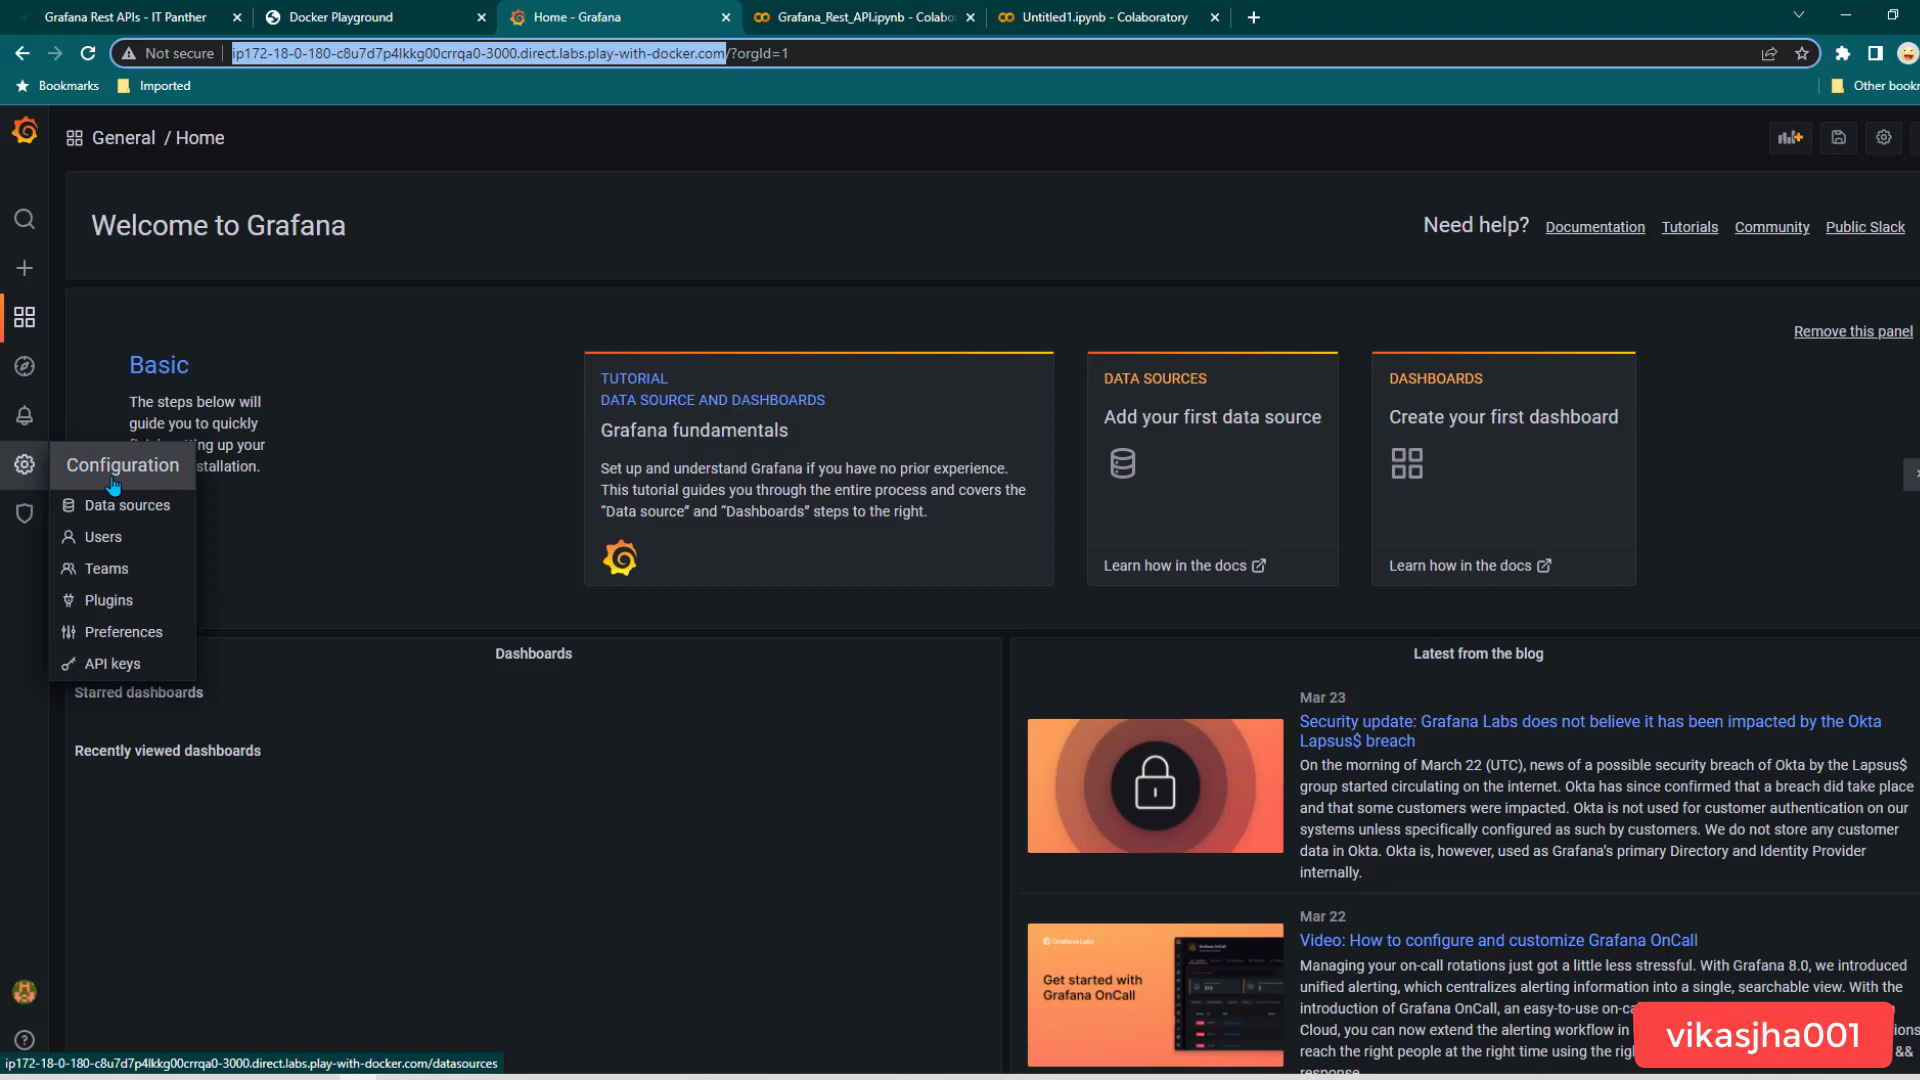 Grafana Rest APIs - IT Panther
Docker Playground
Home - Grafana
Grafana_Rest_API.ipynb - Colabo
Untitled1.ipynb - Colaboratory
Not secure
ip172-18-0-180-c8u7d7p4lkkg00crrqa0-3000.direct.labs.play-with-docker.com/?orgId=1
Bookmarks
Imported
Other bookm
General / Home
Welcome to Grafana
Need help?
Documentation
Tutorials
Community
Public Slack
Remove this panel
Basic
The steps below will
guide you to quickly
ng up your
stallation.
TUTORIAL
DATA SOURCE AND DASHBOARDS
Grafana fundamentals
Set up and understand Grafana if you have no prior experience.
This tutorial guides you through the entire process and covers the
“Data source” and “Dashboards” steps to the right.
DATA SOURCES
Add your first data source
Learn how in the docs
DASHBOARDS
Create your first dashboard
Learn how in the docs
Configuration
Data sources
Users
Teams
Plugins
Preferences
API keys
Dashboards
Starred dashboards
Recently viewed dashboards
Latest from the blog
Mar 23
Security update: Grafana Labs does not believe it has been impacted by the Okta
Lapsus$ breach
On the morning of March 22 (UTC), news of a possible security breach of Okta by the Lapsus$
group started circulating on the internet. Okta has since confirmed that a breach did take place
and that some customers were impacted. Okta is not used for customer authentication on our
systems unless specifically configured as such by customers. We do not store any customer
data in Okta. Okta is, however, used as Grafana’s primary Directory and Identity Provider
internally.
GrafanaLabs
Get started with
Grafana OnCall
Mar 22
Video: How to configure and customize Grafana OnCall
Managing your on-call rotations just got a little less stressful. With Grafana 8.0, we introduced
unified alerting, which centralizes alerting information into a single, searchable view. With the
introduction of Grafana OnCall, an easy-to-use on-ca
Cloud, you can now extend the alerting workflow in
reach the right people at the right time using the righ
response.
ions
&&
vikasjha001
ip172-18-0-180-c8u7d7p4lkkg00crrqa0-3000.direct.labs.play-with-docker.com/datasources